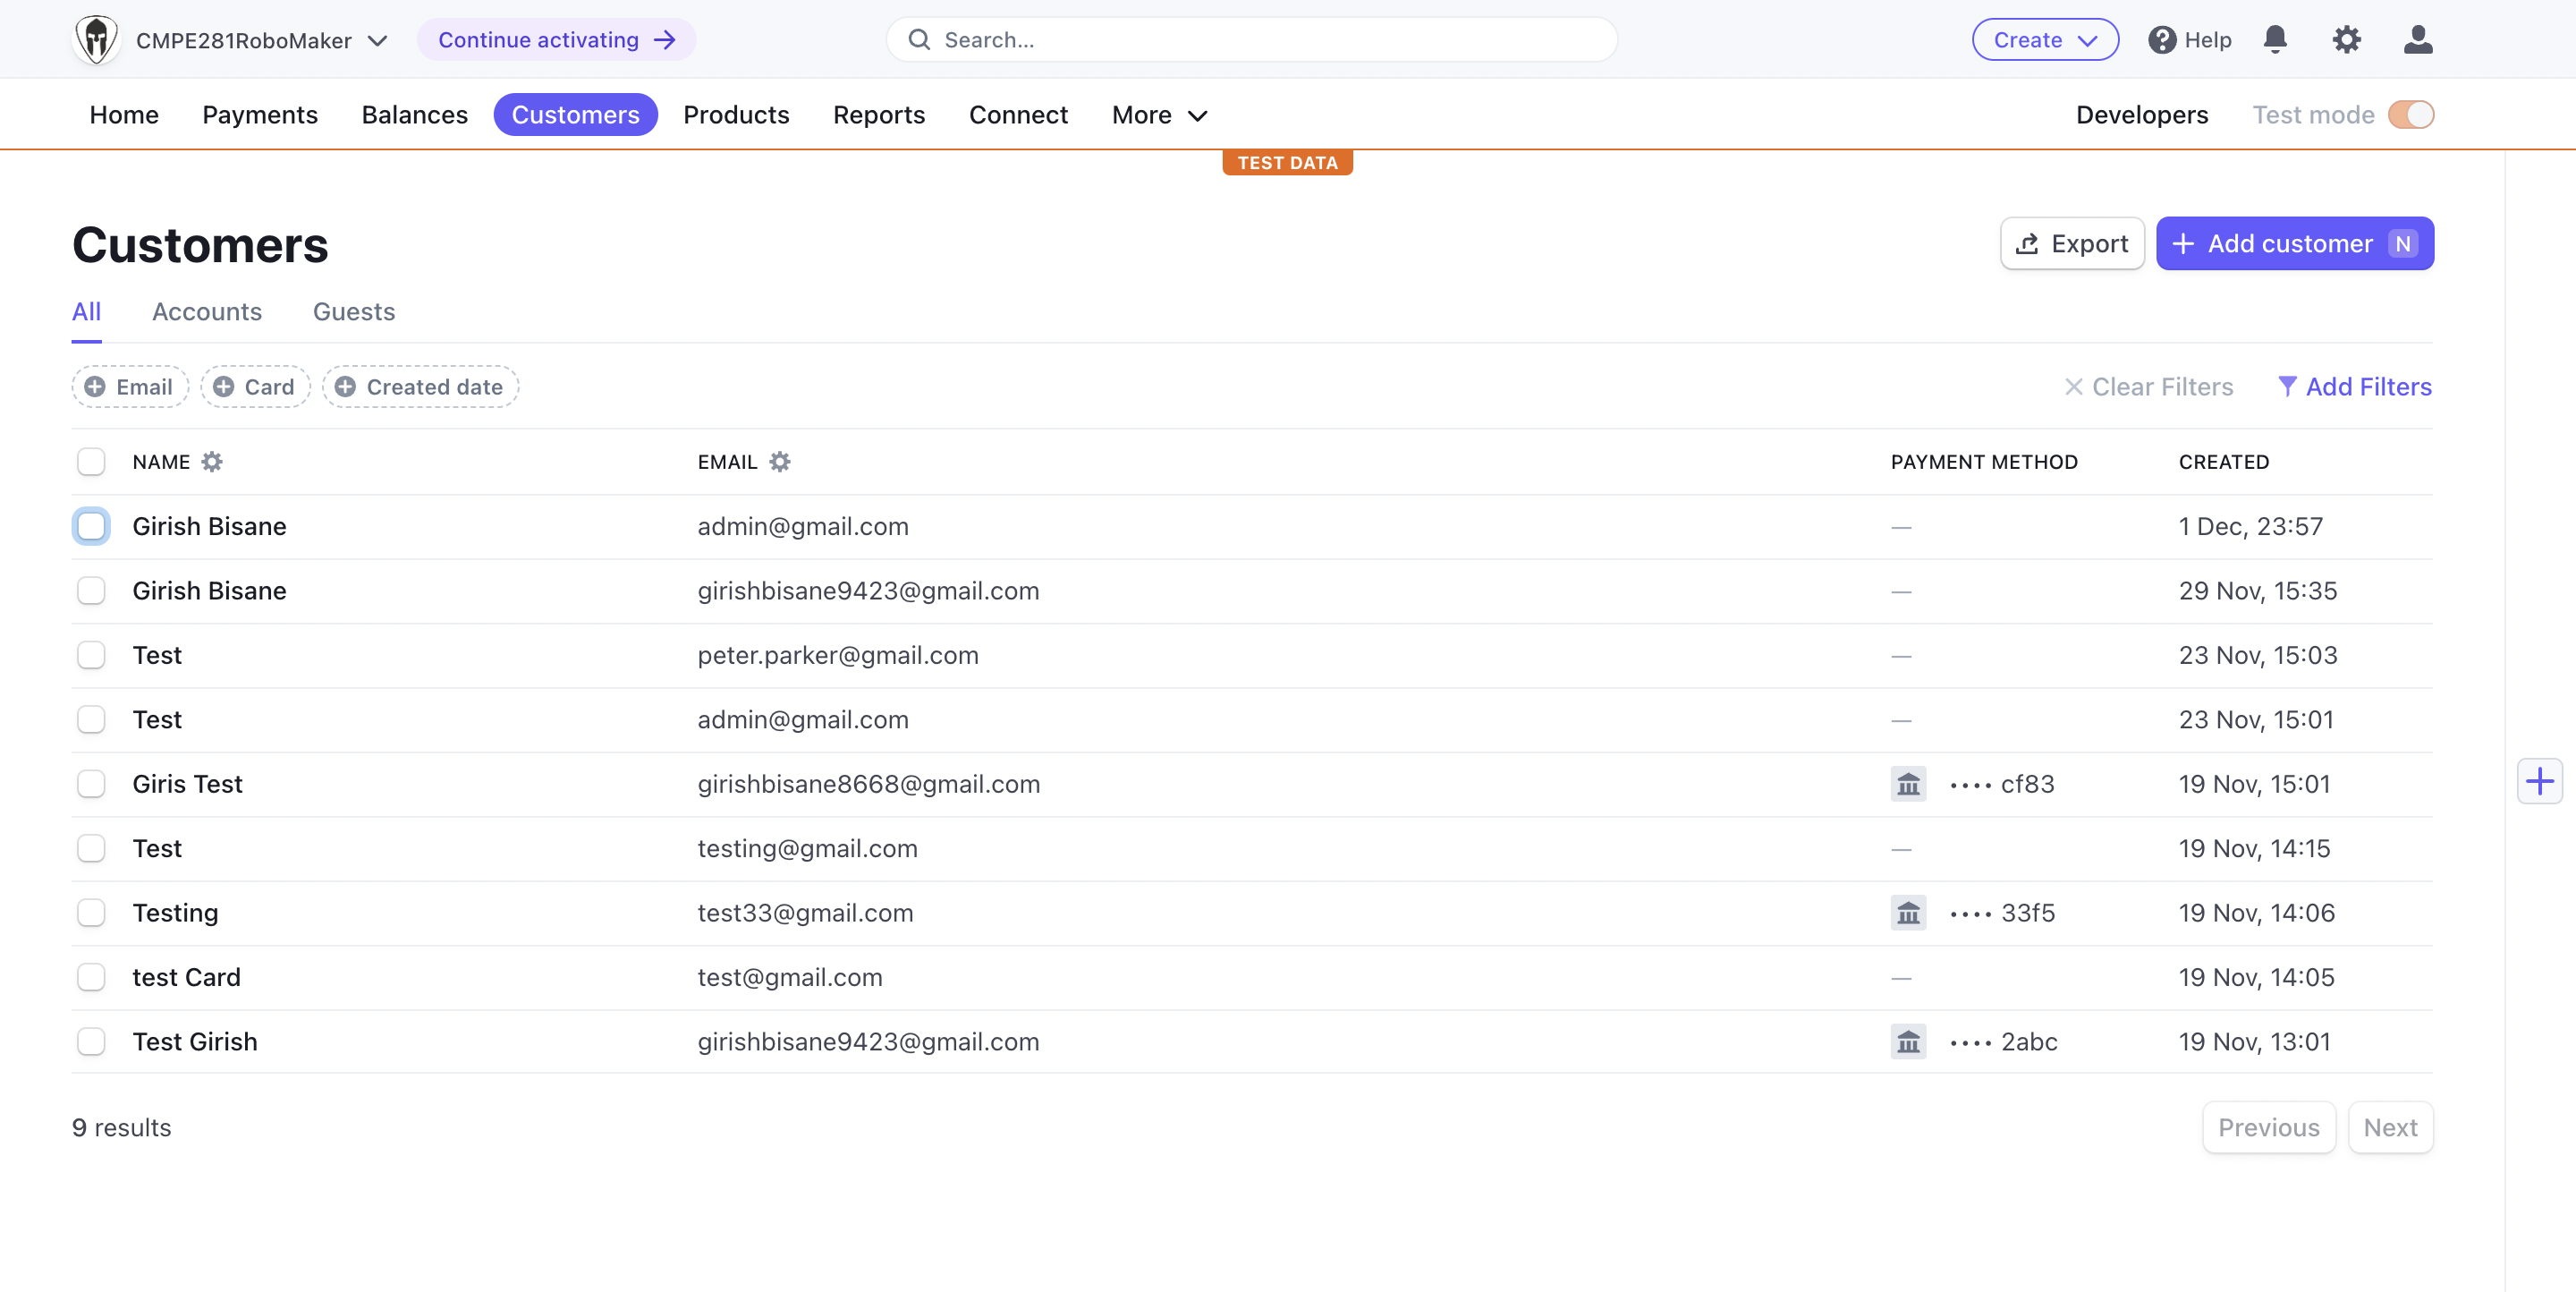 CMPE281RoboMaker
Continue activating
Search...
Create
Help
Home Payments Balances Customers Products Reports Connect More
Developers Test mode
TEST DATA
Customers
Export
Add customer N
All Accounts Guests
Email Card Created date
Clear Filters Add Filters
NAME EMAIL PAYMENT METHOD CREATED
Girish Bisane admin@gmail.com — 1 Dec, 23:57
Girish Bisane girishbisane9423@gmail.com — 29 Nov, 15:35
Test peter.parker@gmail.com — 23 Nov, 15:03
Test admin@gmail.com — 23 Nov, 15:01
Giris Test girishbisane8668@gmail.com •••• cf83 19 Nov, 15:01
Test testing@gmail.com — 19 Nov, 14:15
Testing test33@gmail.com •••• 33f5 19 Nov, 14:06
test Card test@gmail.com — 19 Nov, 14:05
Test Girish girishbisane9423@gmail.com •••• 2abc 19 Nov, 13:01
9 results
Previous Next